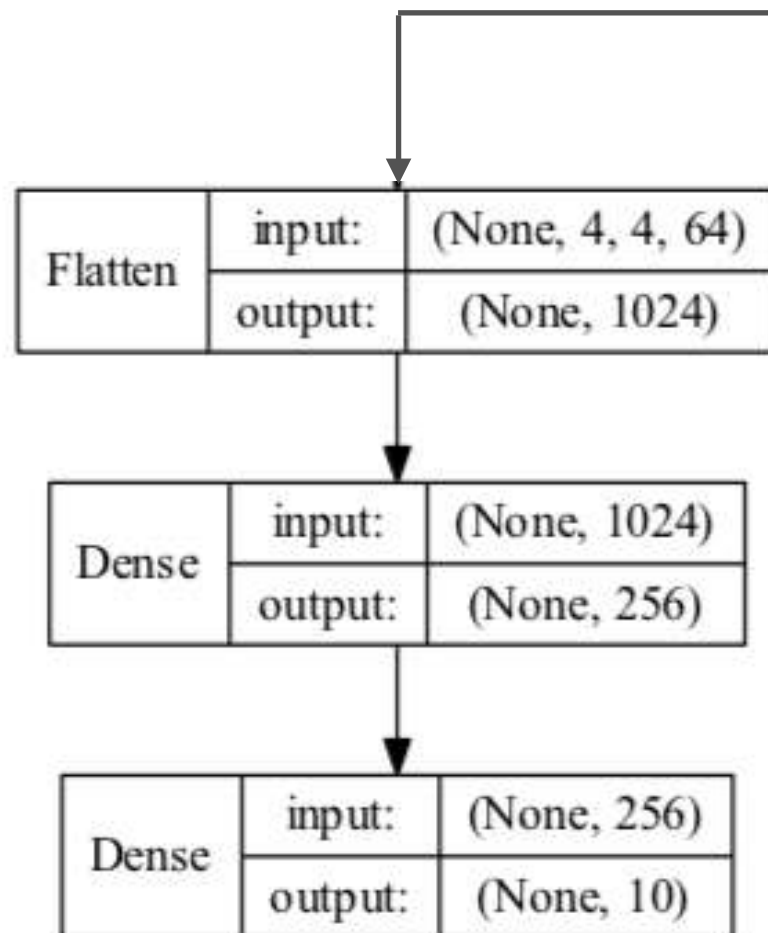 Flatten
input: (None, 4, 4, 64)
output: (None, 1024)
Dense
input: (None, 1024)
output: (None, 256)
Dense
input: (None, 256)
output: (None, 10)